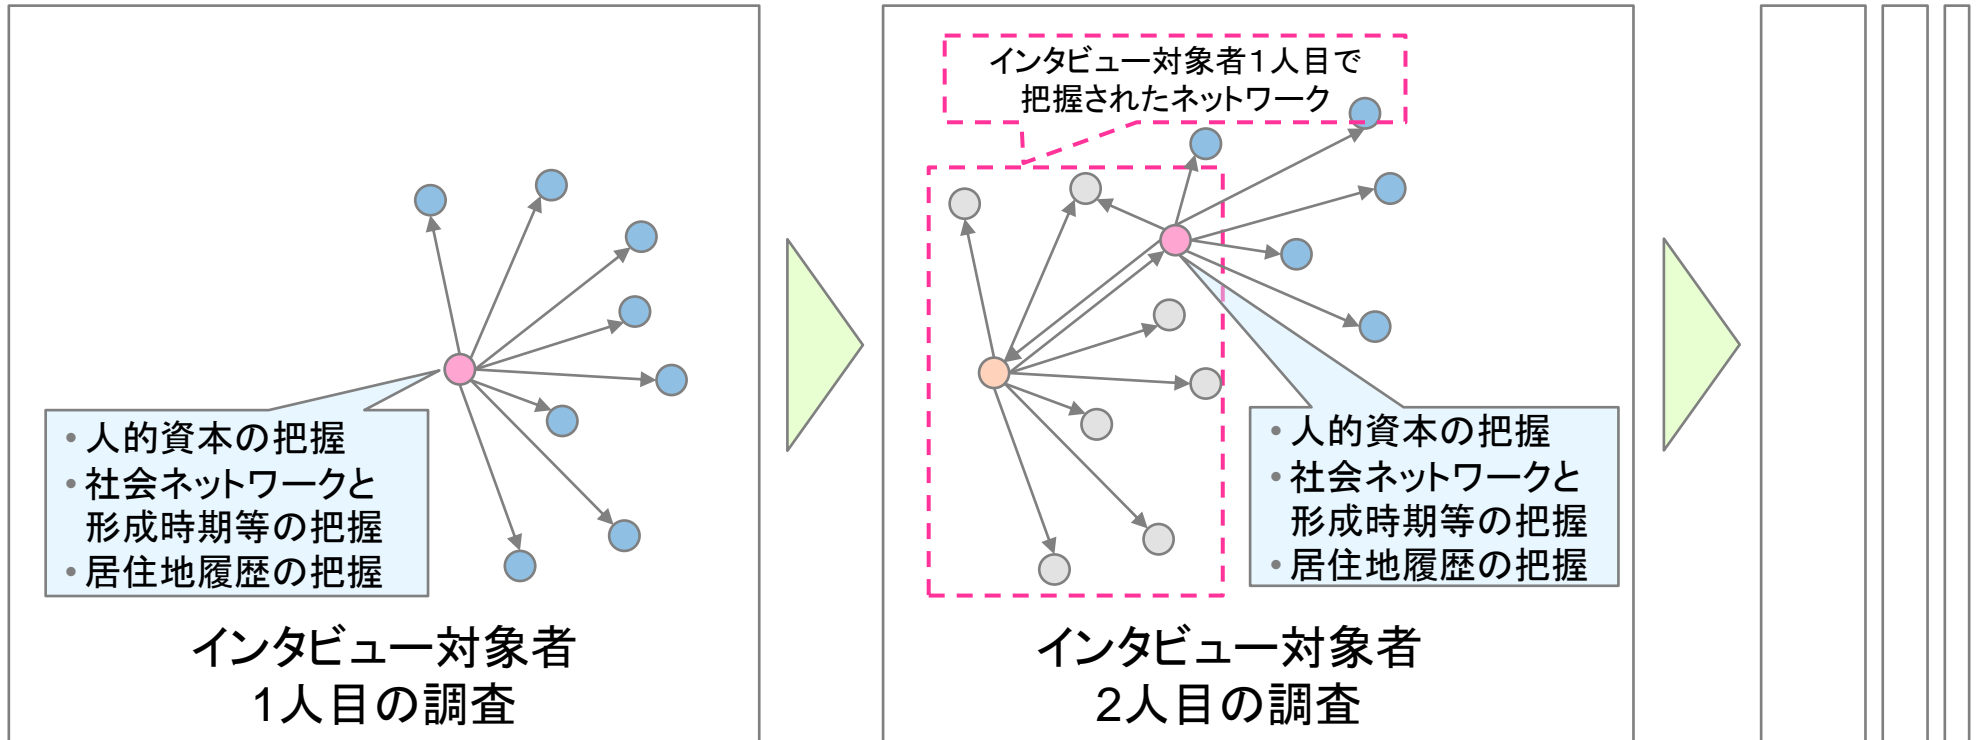 ・人的資本の把握
・社会ネットワークと
形成時期等の把握
・居住地履歴の把握
インタビュー対象者
1人目の調査
インタビュー対象者１人目で
把握されたネットワーク
・人的資本の把握
・社会ネットワークと
形成時期等の把握
・居住地履歴の把握
インタビュー対象者
2人目の調査